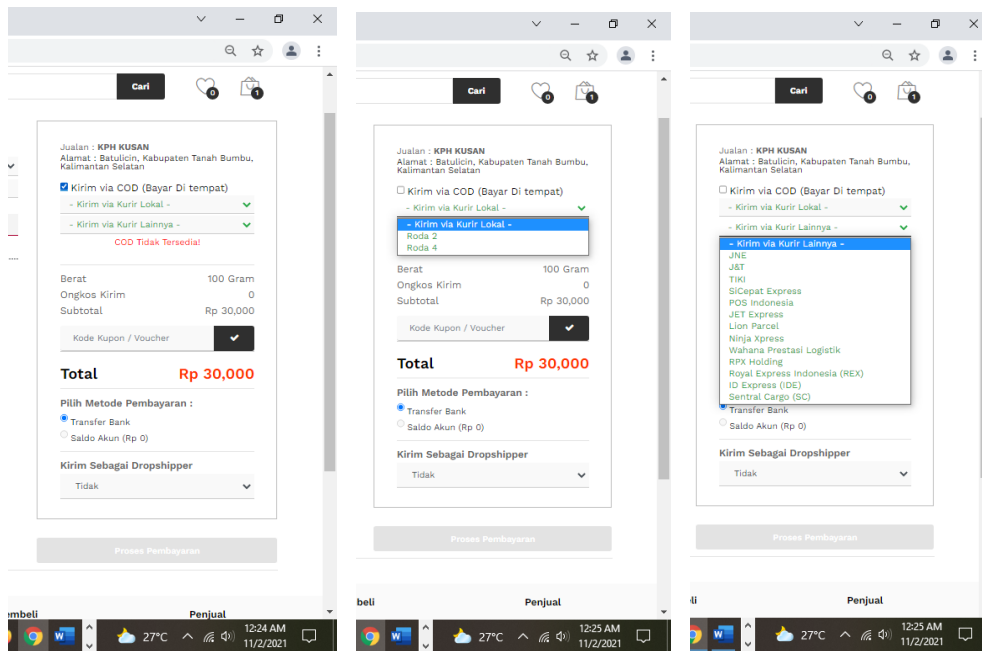 Cari
0
1
Jualan : KPH KUSAN
Alamat : Batulicin, Kabupaten Tanah Bumbu,
Kalimantan Selatan
Kirim via COD (Bayar Di tempat)
- Kirim via Kurir Lokal -
- Kirim via Kurir Lainnya -
COD Tidak Tersedia!
Berat 100 Gram
Ongkos Kirim 0
Subtotal Rp 30,000
Kode Kupon / Voucher
Total Rp 30,000
Pilih Metode Pembayaran :
Transfer Bank
Saldo Akun (Rp 0)
Kirim Sebagai Dropshipper
Tidak
Proses Pembayaran
embeli Penjual
27°C
12:24 AM
11/2/2021
Cari
0
1
Jualan : KPH KUSAN
Alamat : Batulicin, Kabupaten Tanah Bumbu,
Kalimantan Selatan
Kirim via COD (Bayar Di tempat)
- Kirim via Kurir Lokal -
- Kirim via Kurir Lokal -
Roda 2
Roda 4
Berat 100 Gram
Ongkos Kirim 0
Subtotal Rp 30,000
Kode Kupon / Voucher
Total Rp 30,000
Pilih Metode Pembayaran :
Transfer Bank
Saldo Akun (Rp 0)
Kirim Sebagai Dropshipper
Tidak
Proses Pembayaran
beli Penjual
27°C
12:25 AM
11/2/2021
Cari
0
1
Jualan : KPH KUSAN
Alamat : Batulicin, Kabupaten Tanah Bumbu,
Kalimantan Selatan
Kirim via COD (Bayar Di tempat)
- Kirim via Kurir Lokal -
- Kirim via Kurir Lainnya -
- Kirim via Kurir Lainnya -
JNE
J&T
TIKI
SiCepat Express
POS Indonesia
JET Express
Lion Parcel
Ninja Xpress
Wahana Prestasi Logistik
RPX Holding
Royal Express Indonesia (REX)
ID Express (IDE)
Sentral Cargo (SC)
Transfer Bank
Saldo Akun (Rp 0)
Kirim Sebagai Dropshipper
Tidak
Proses Pembayaran
li Penjual
27°C
12:25 AM
11/2/2021